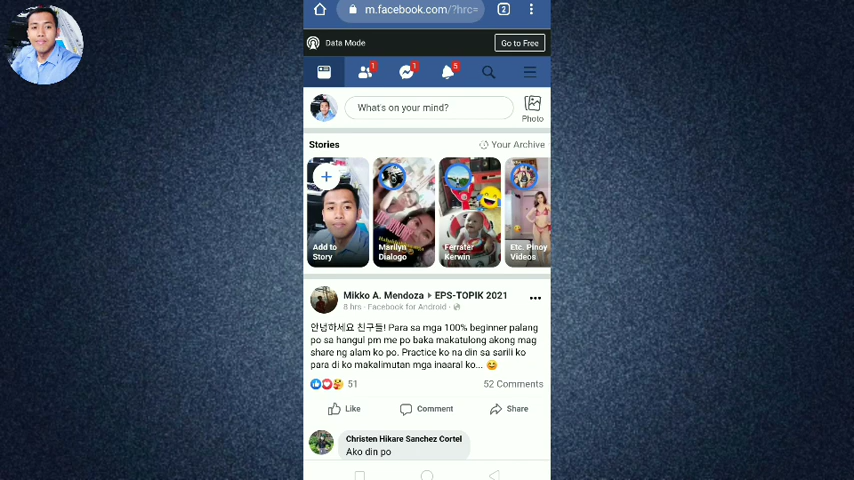 m.facebook.com/?hrc=
2
Data Mode
Go to Free
1
1
5
What's on your mind?
Photo
Stories
Your Archive
Add to
Story
Marilyn
Dialogo
Ferrater
Kerwin
Etc. Pinoy
Videos
Mikko A. Mendoza ▸ EPS-TOPIK 2021
8 hrs · Facebook for Android ·
안녕하세요 친구들! Para sa mga 100% beginner palang
po sa hangul pm me po baka makatulong akong mag
share ng alam ko po. Practice ko na din sa sarili ko
para di ko makalimutan mga inaaral ko... 😊
51
52 Comments
Like
Comment
Share
Christen Hikare Sanchez Cortel
Ako din po